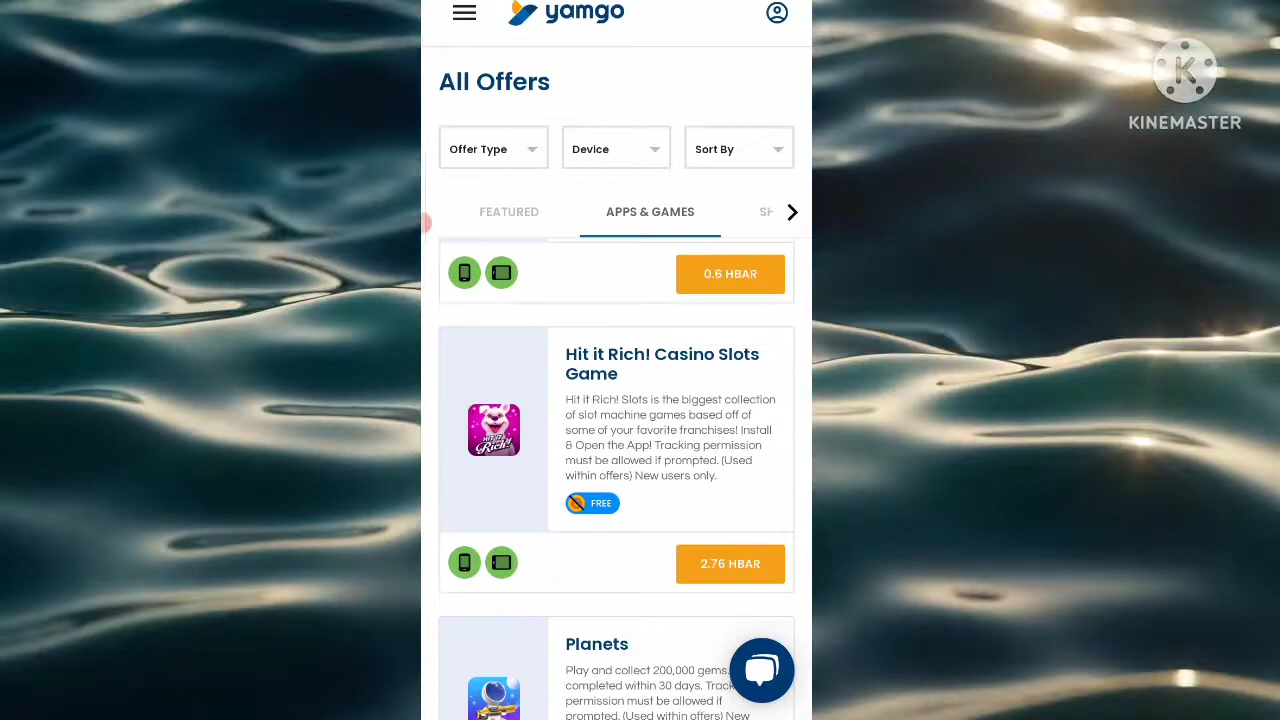 yamgo
K
KINEMASTER
All Offers
Offer Type
Device
Sort By
FEATURED
APPS & GAMES
0.6 HBAR
Hit it Rich! Casino Slots
Game
Hit it Rich! Slots is the biggest collection
of slot machine games based off of
some of your favorite franchises! Install
& Open the App! Tracking permission
must be allowed if prompted. (Used
within offers) New users only.
HIT IT
Rich!
FREE
2.76 HBAR
Planets
Play and collect 200,000 gems.
completed within 30 days.
permission must be allowed if
prompted. (Used within offers) New